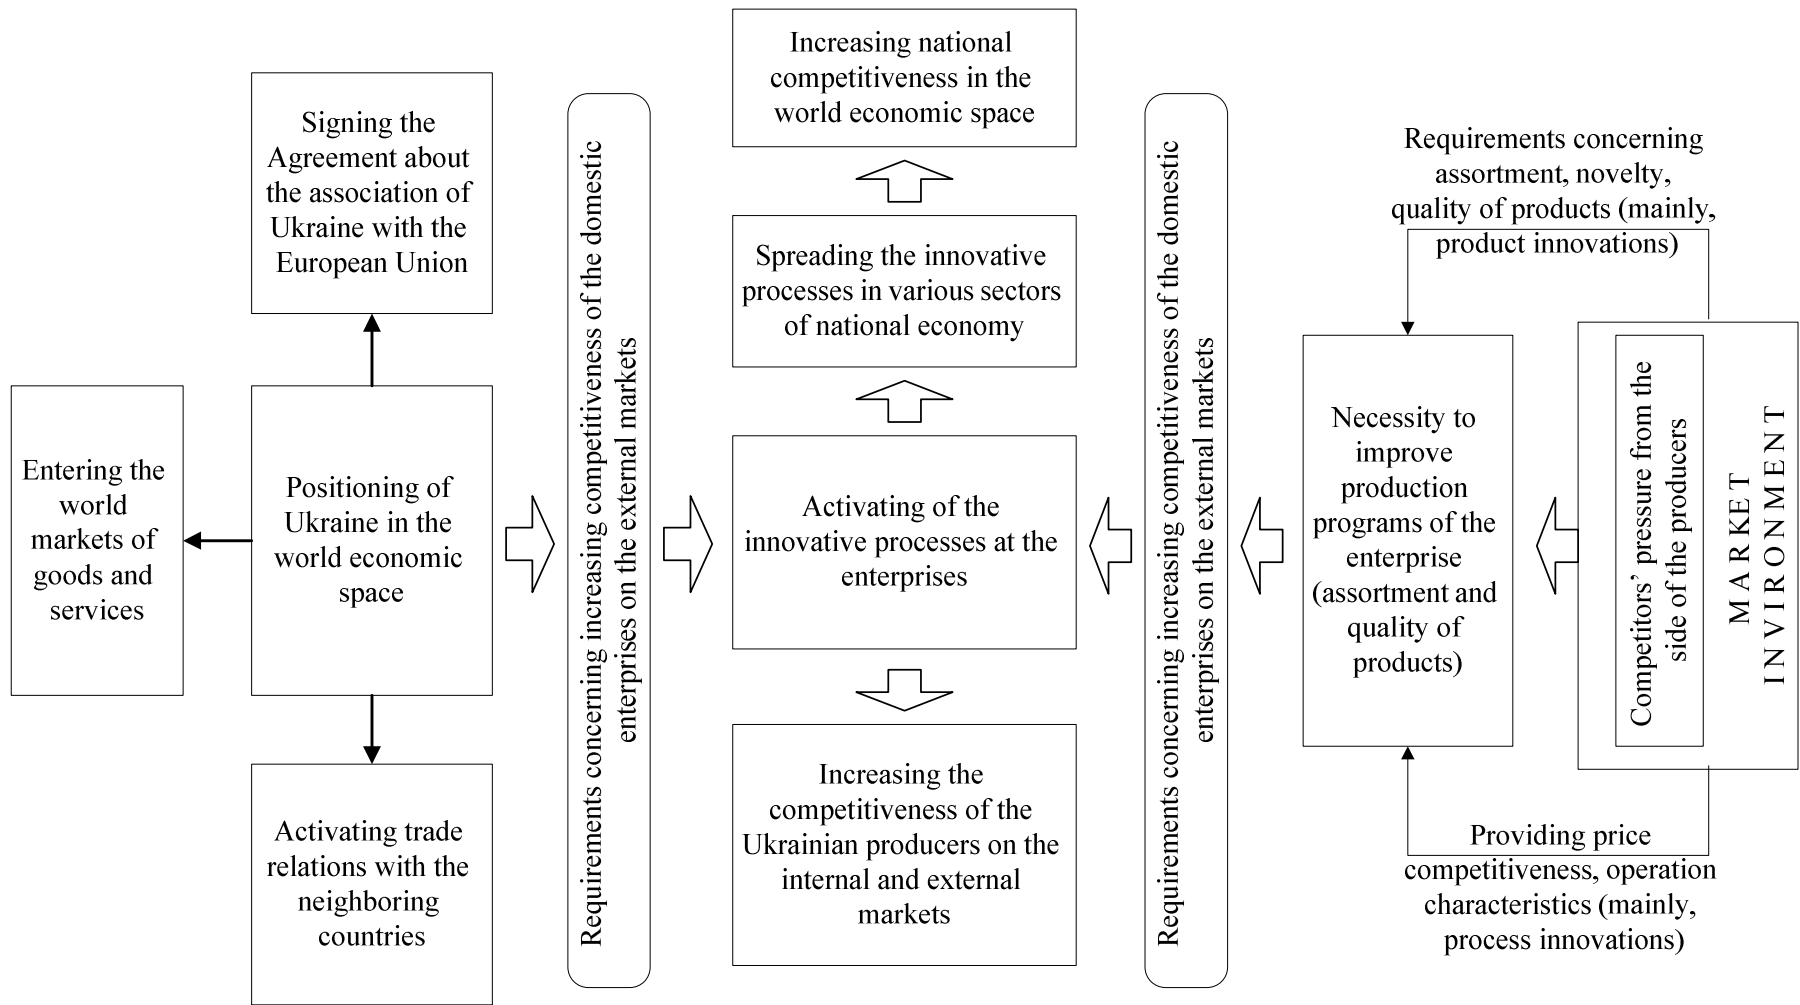 Signing the
Agreement about
the association of
Ukraine with the
European Union
Entering the
world
markets of
goods and
services
Positioning of
Ukraine in the
world economic
space
Activating trade
relations with the
neighboring
countries
Requirements concerning increasing competitiveness of the domestic
enterprises on the external markets
Increasing national
competitiveness in the
world economic space
Spreading the innovative
processes in various sectors
of national economy
Activating of the
innovative processes at the
enterprises
Increasing the
competitiveness of the
Ukrainian producers on the
internal and external
markets
Requirements concerning increasing competitiveness of the domestic
enterprises on the external markets
Requirements concerning
assortment, novelty,
quality of products (mainly,
product innovations)
Necessity to
improve
production
programs of the
enterprise
(assortment and
quality of
products)
Competitors’ pressure from the
side of the producers
MARKET
INVIRONMENT
Providing price
competitiveness, operation
characteristics (mainly,
process innovations)